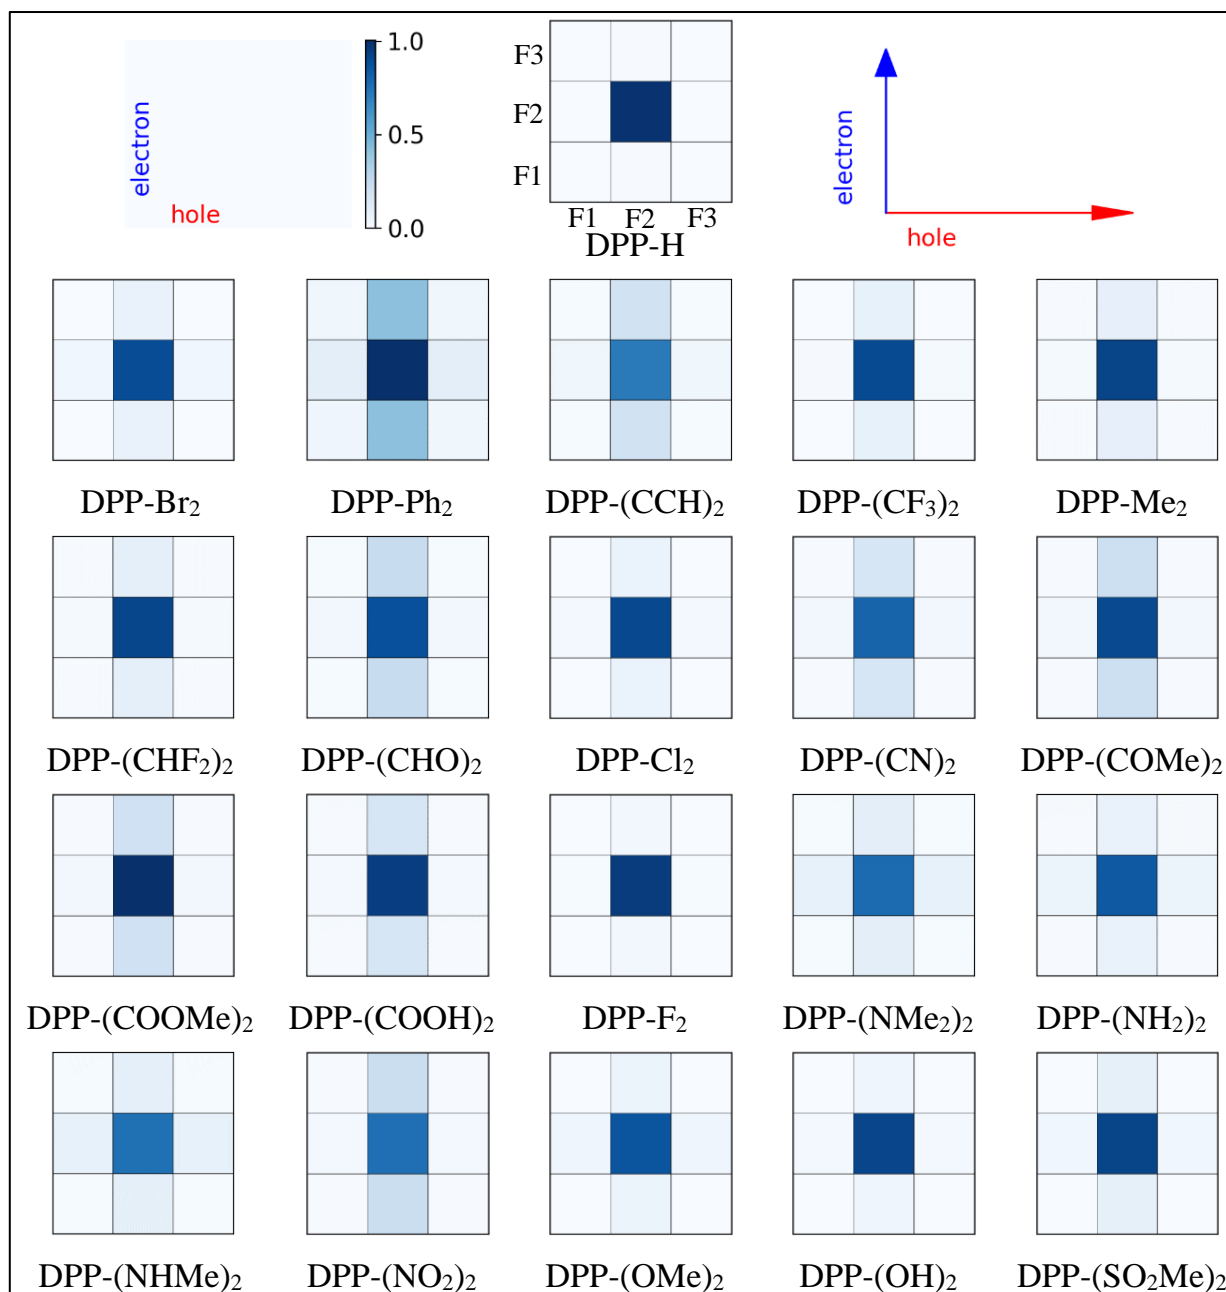 1.0
0.5
0.0
electron
hole
F3
F2
F1
F1 F2 F3
DPP-H
electron
hole
DPP-Br₂ DPP-Ph₂ DPP-(CCH)₂ DPP-(CF₃)₂ DPP-Me₂
DPP-(CHF₂)₂ DPP-(CHO)₂ DPP-Cl₂ DPP-(CN)₂ DPP-(COMe)₂
DPP-(COOMe)₂ DPP-(COOH)₂ DPP-F₂ DPP-(NMe₂)₂ DPP-(NH₂)₂
DPP-(NHMe)₂ DPP-(NO₂)₂ DPP-(OMe)₂ DPP-(OH)₂ DPP-(SO₂Me)₂